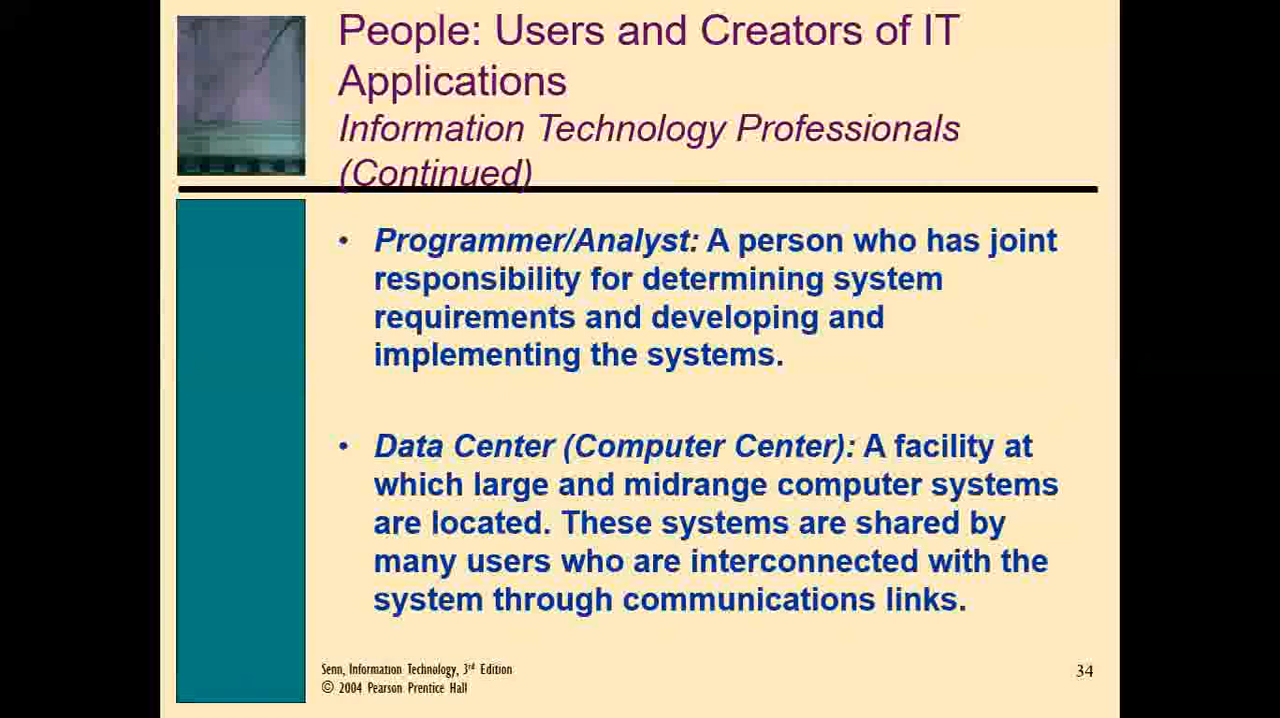 People: Users and Creators of IT
Applications
Information Technology Professionals
(Continued)
• Programmer/Analyst: A person who has joint
responsibility for determining system
requirements and developing and
implementing the systems.
• Data Center (Computer Center): A facility at
which large and midrange computer systems
are located. These systems are shared by
many users who are interconnected with the
system through communications links.
Senn, Information Technology, 3rd Edition
© 2004 Pearson Prentice Hall
34